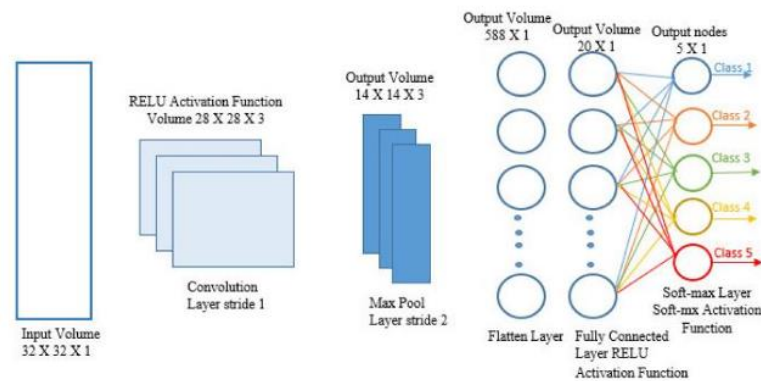 Output Volume
588 X 1
Output Volume
20 X 1
Output nodes
5 X 1
Class 1
Class 2
Class 3
Class 4
Class 5
RELU Activation Function
Volume 28 X 28 X 3
Output Volume
14 X 14 X 3
Convolution
Layer stride 1
Max Pool
Layer stride 2
Input Volume
32 X 32 X 1
Flatten Layer
Fully Connected
Layer RELU
Activation Function
Soft-max Layer
Soft-mx Activation
Function